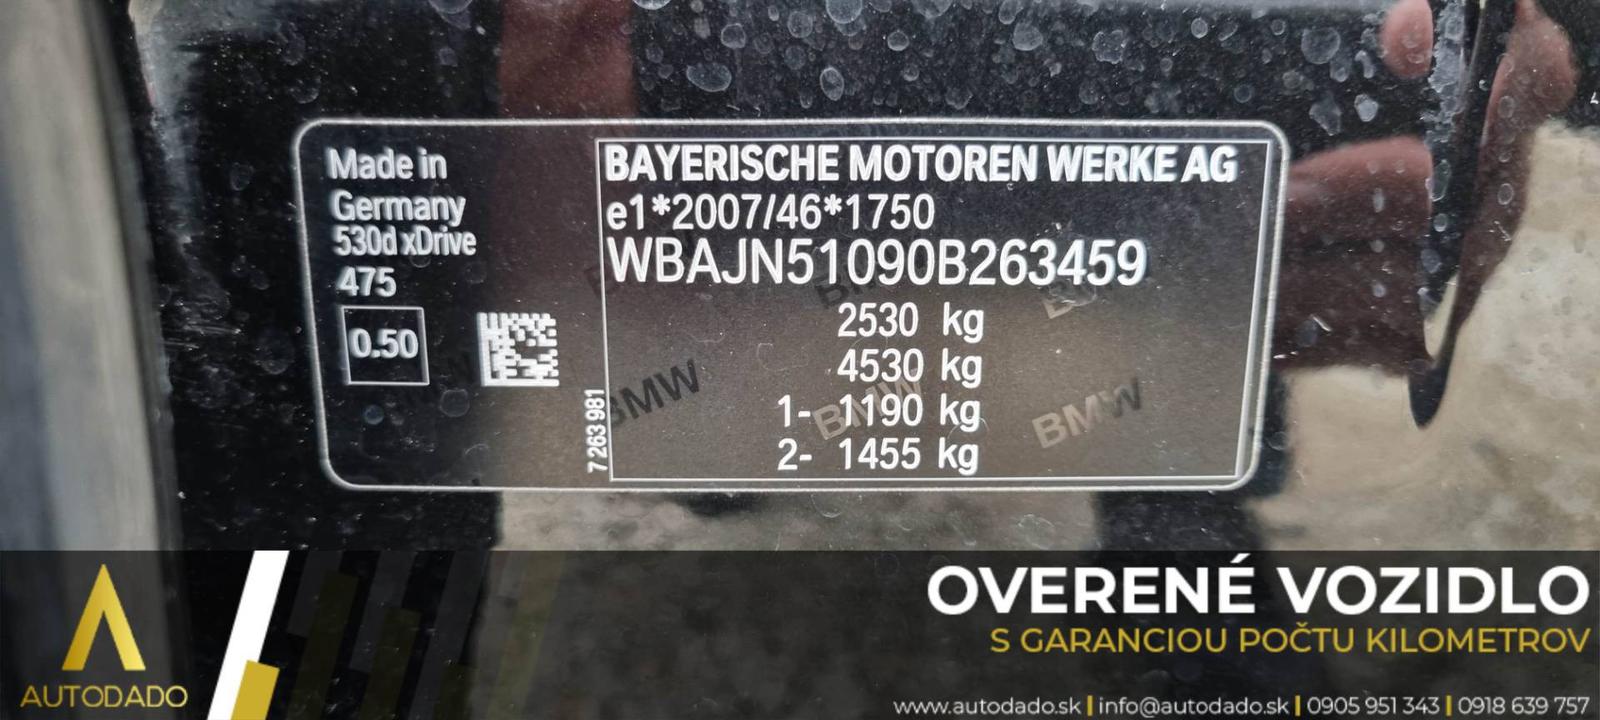 Made in
Germany
530d xDrive
475
0.50
7 263 981
BAYERISCHE MOTOREN WERKE AG
e1*2007/46*1750
WBAJN51090B263459
2530 kg
4530 kg
1- 1190 kg
2- 1455 kg
BMW
BMW
BMW
AUTODADO
OVERENÉ VOZIDLO
S GARANCIOU POČTU KILOMETROV
www.autodado.sk | info@autodado.sk | 0905 951 343 | 0918 639 757